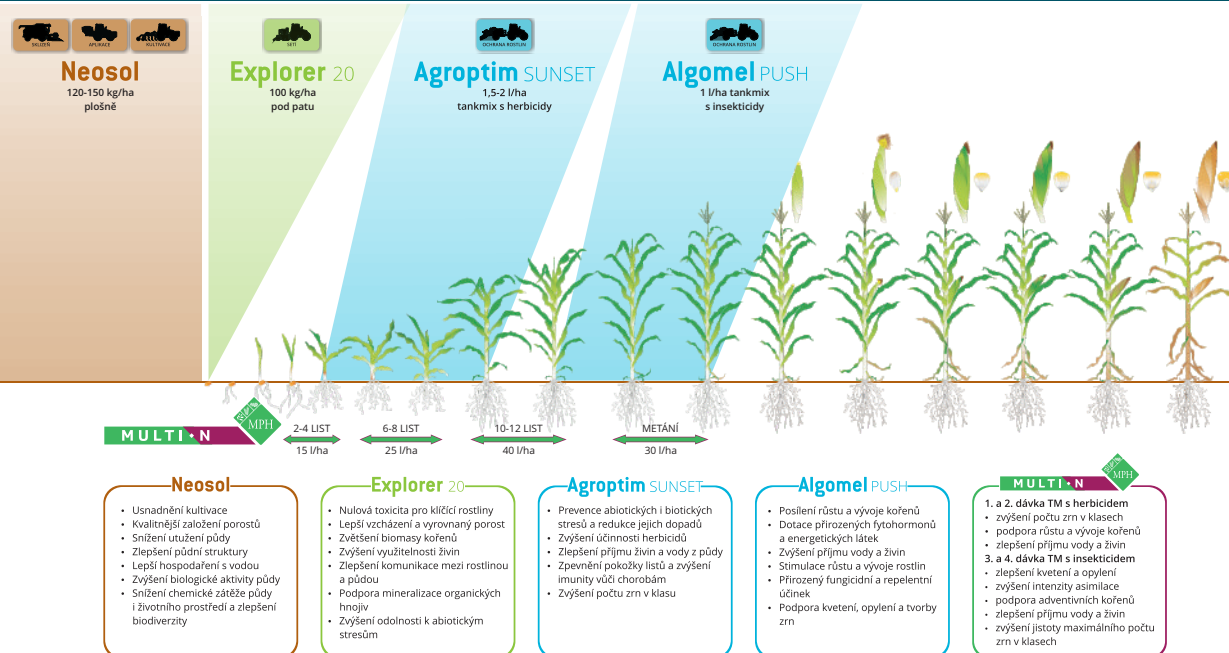 SKLIZEŇ
APLIKACE
KULTIVACE
Neosol
120-150 kg/ha
plošně
SETÍ
Explorer 20
100 kg/ha
pod patu
OCHRANA ROSTLIN
Agroptim SUNSET
1,5-2 l/ha
tankmix s herbicidy
OCHRANA ROSTLIN
Algomel PUSH
1 l/ha tankmix
s insekticidy
MULTI•N
MPH
2-4 LIST
15 l/ha
6-8 LIST
25 l/ha
10-12 LIST
40 l/ha
METÁNÍ
30 l/ha
Neosol
• Usnadnění kultivace
• Kvalitnější založení porostů
• Snížení utužení půdy
• Zlepšení půdní struktury
• Lepší hospodaření s vodou
• Zvýšení biologické aktivity půdy
• Snížení chemické zátěže půdy
i životního prostředí a zlepšení
biodiverzity
Explorer 20
• Nulová toxicita pro klíčící rostliny
• Lepší vzcházení a vyrovnaný porost
• Zvětšení biomasy kořenů
• Zvýšení využitelnosti živin
• Zlepšení komunikace mezi rostlinou
a půdou
• Podpora mineralizace organických
hnojiv
• Zvýšení odolnosti k abiotickým
stresům
Agroptim SUNSET
• Prevence abiotických i biotických
stresů a redukce jejich dopadů
• Zvýšení účinnosti herbicidů
• Zlepšení příjmu živin a vody z půdy
• Zpevnění pokožky listů a zvýšení
imunity vůči chorobám
• Zvýšení počtu zrn v klasu
Algomel PUSH
• Posílení růstu a vývoje kořenů
• Dotace přirozených fytohormonů
a energetických látek
• Zvýšení příjmu vody a živin
• Stimulace růstu a vývoje rostlin
• Přirozený fungicidní a repelentní
účinek
• Podpora kvetení, opylení a tvorby
zrn
MULTI•N
MPH
1. a 2. dávka TM s herbicidem
• zvýšení počtu zrn v klasech
• podpora růstu a vývoje kořenů
• zlepšení příjmu vody a živin
3. a 4. dávka TM s insekticidem
• zlepšení kvetení a opylení
• zvýšení intenzity asimilace
• podpora adventivních kořenů
• zlepšení příjmu vody a živin
• zvýšení jistoty maximálního počtu
zrn v klasech